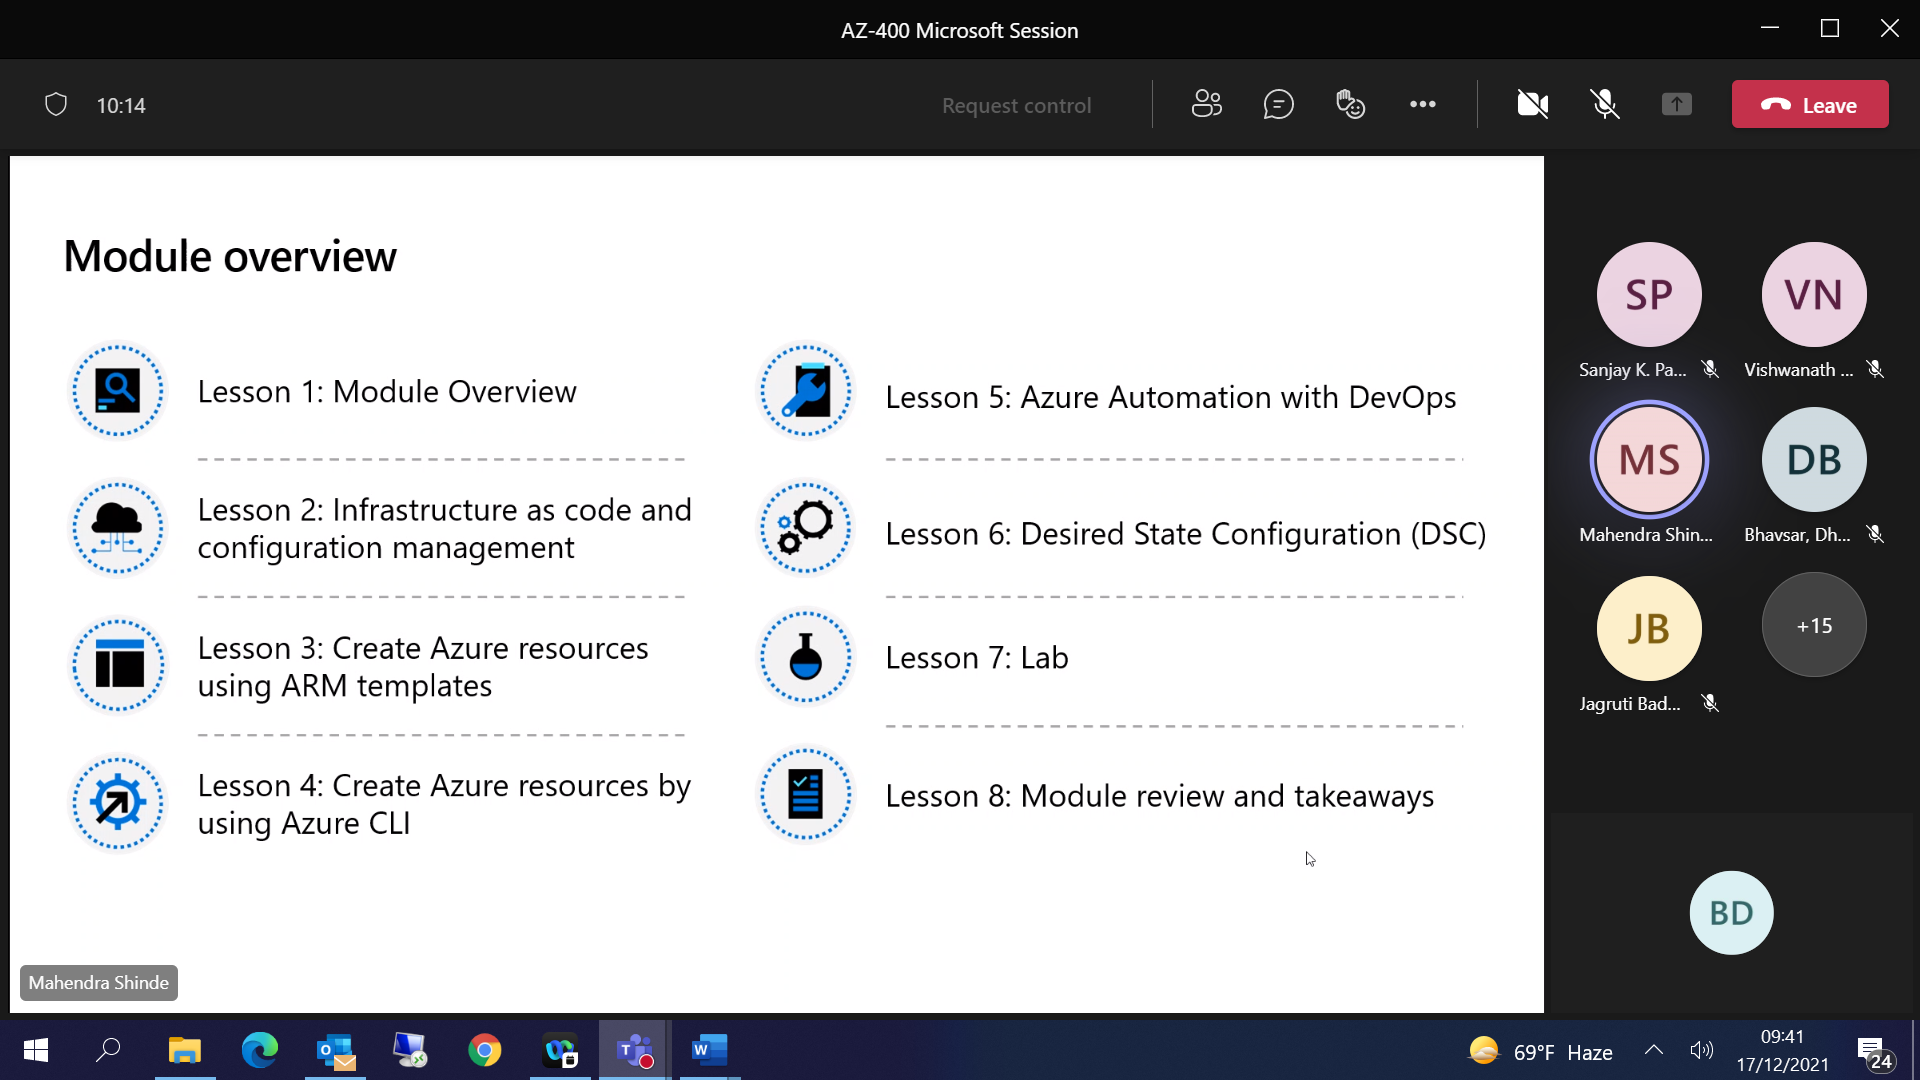 AZ-400 Microsoft Session
10:14
Request control
Leave
Module overview
Lesson 1: Module Overview
Lesson 2: Infrastructure as code and
configuration management
Lesson 3: Create Azure resources
using ARM templates
Lesson 4: Create Azure resources by
using Azure CLI
Lesson 5: Azure Automation with DevOps
Lesson 6: Desired State Configuration (DSC)
Lesson 7: Lab
Lesson 8: Module review and takeaways
Mahendra Shinde
SP
Sanjay K. Pa...
VN
Vishwanath ...
MS
Mahendra Shin...
DB
Bhavsar, Dh...
JB
Jagruti Bad...
+15
BD
69°F Haze
09:41
17/12/2021
24